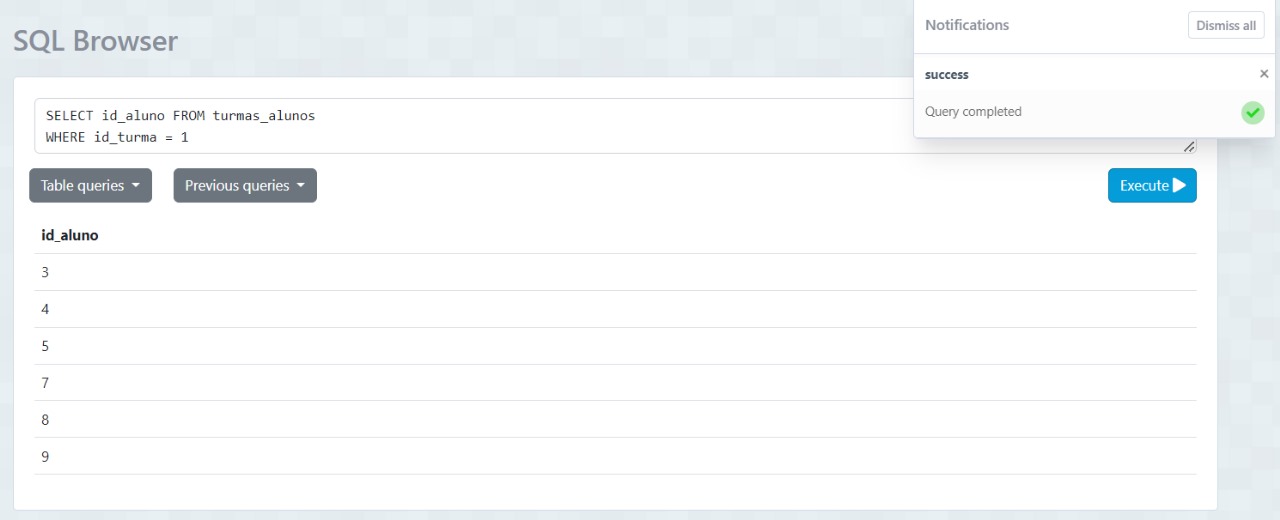 SQL Browser
Notifications
Dismiss all
success
×
Query completed
SELECT id_aluno FROM turmas_alunos
WHERE id_turma = 1
Table queries
Previous queries
Execute
id_aluno
3
4
5
7
8
9